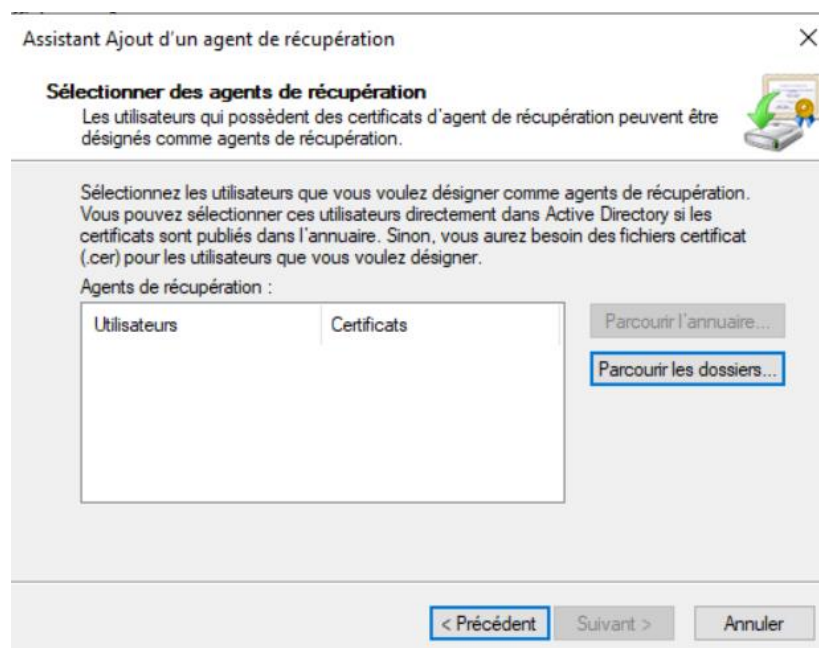 Assistant Ajout d'un agent de récupération
Sélectionner des agents de récupération
Les utilisateurs qui possèdent des certificats d'agent de récupération peuvent être
désignés comme agents de récupération.
Sélectionnez les utilisateurs que vous voulez désigner comme agents de récupération.
Vous pouvez sélectionner ces utilisateurs directement dans Active Directory si les
certificats sont publiés dans l'annuaire. Sinon, vous aurez besoin des fichiers certificat
(.cer) pour les utilisateurs que vous voulez désigner.
Agents de récupération :
Utilisateurs Certificats
Parcourir l'annuaire...
Parcourir les dossiers...
< Précédent Suivant > Annuler